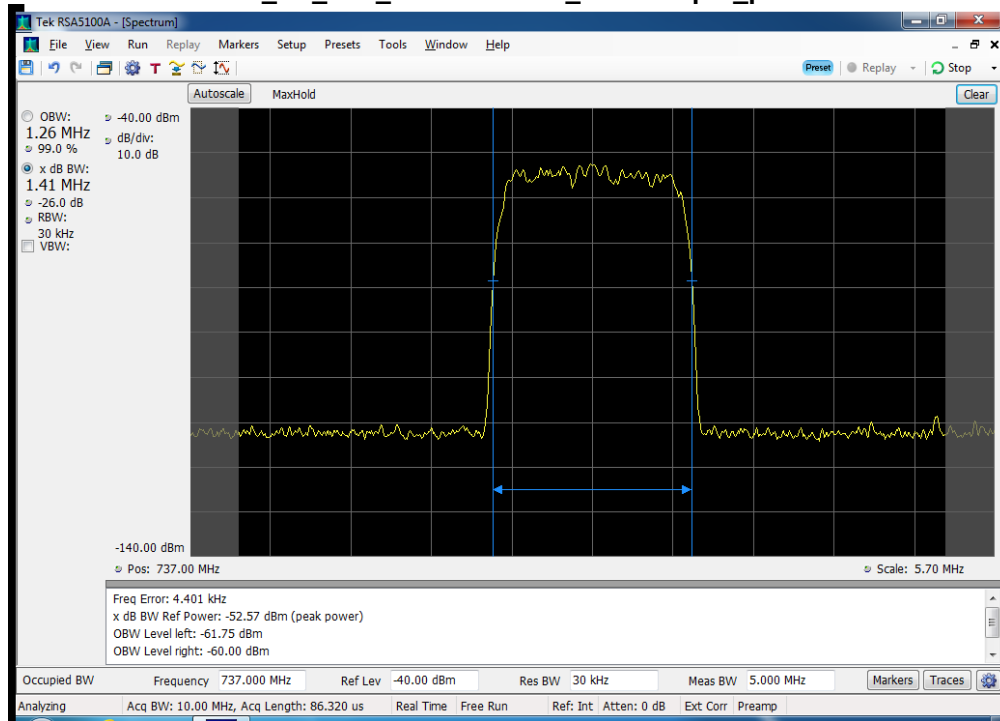 Tek RSA5100A - [Spectrum]
File View Run Replay Markers Setup Presets Tools Window Help
T
Preset Replay Stop
Autoscale MaxHold Clear
OBW:
1.26 MHz
99.0 %
x dB BW:
1.41 MHz
-26.0 dB
RBW:
30 kHz
VBW:
-40.00 dBm
dB/div:
10.0 dB
-140.00 dBm
Pos: 737.00 MHz Scale: 5.70 MHz
Freq Error: 4.401 kHz
x dB BW Ref Power: -52.57 dBm (peak power)
OBW Level left: -61.75 dBm
OBW Level right: -60.00 dBm
Occupied BW Frequency 737.000 MHz Ref Lev -40.00 dBm Res BW 30 kHz Meas BW 5.000 MHz Markers Traces
Analyzing Acq BW: 10.00 MHz, Acq Length: 86.320 us Real Time Free Run Ref: Int Atten: 0 dB Ext Corr Preamp